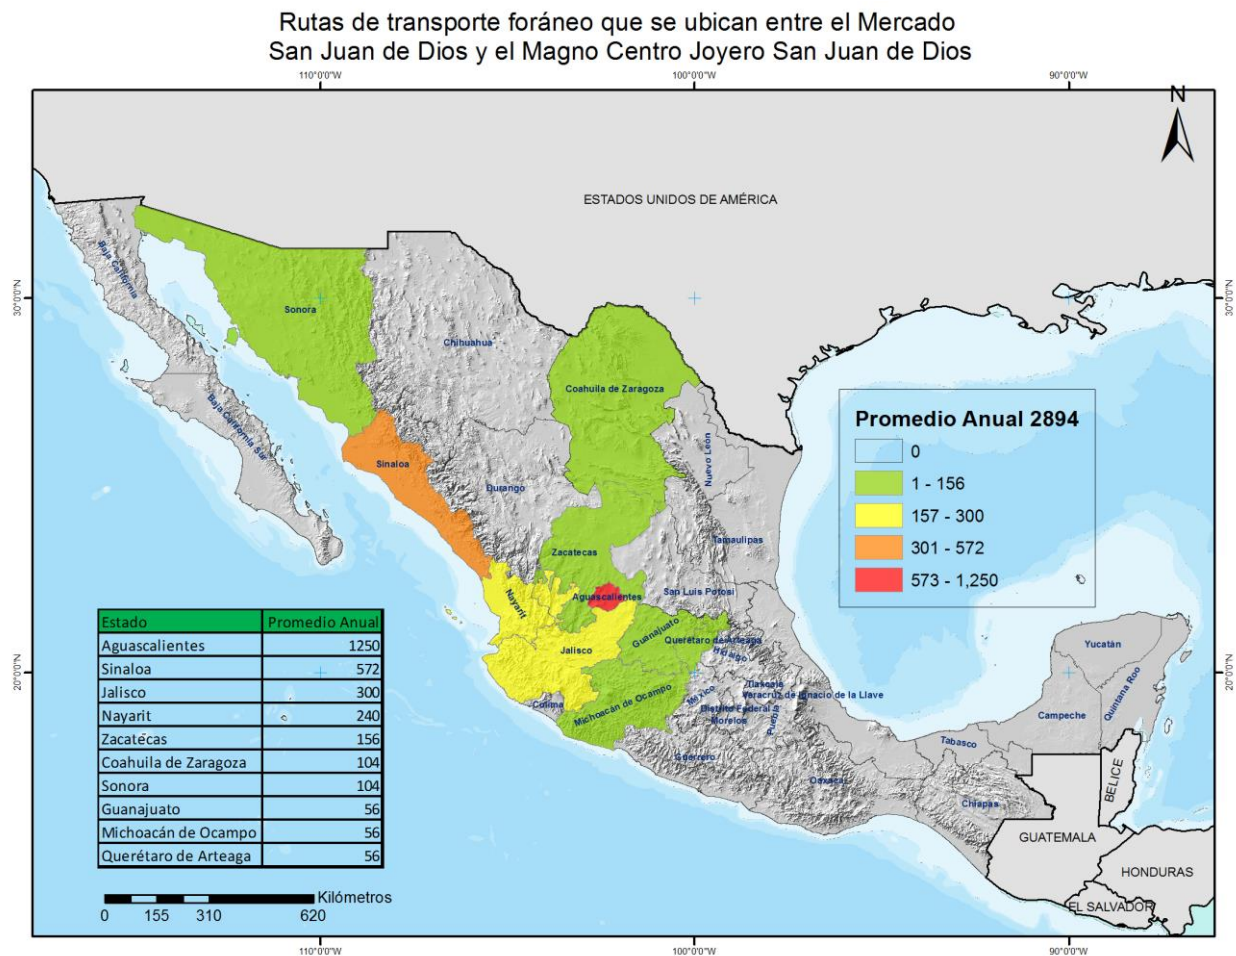 Rutas de transporte foráneo que se ubican entre el Mercado
San Juan de Dios y el Magno Centro Joyero San Juan de Dios
110°0'0"W 100°0'0"W 90°0'0"W
N
ESTADOS UNIDOS DE AMÉRICA
30°0'0"N 30°0'0"N
Baja California
Sonora
Chihuahua
Coahuila de Zaragoza
Baja California Sur
Nuevo León
Sinaloa
Durango
Tamaulipas
Zacatecas
San Luis Potosí
Aguascalientes
Nayarit
Guanajuato
Querétaro de Arteaga
Hidalgo
Jalisco
Promedio Anual 2894
0
1 - 156
157 - 300
301 - 572
573 - 1,250
20°0'0"N 20°0'0"N
Yucatán
Quintana Roo
Campeche
Tlaxcala
Veracruz de Ignacio de la Llave
México
Distrito Federal
Morelos
Puebla
Michoacán de Ocampo
Colima
Guerrero
Tabasco
Oaxaca
Chiapas
BELICE
GUATEMALA
HONDURAS
EL SALVADOR
Estado Promedio Anual
Aguascalientes 1250
Sinaloa 572
Jalisco 300
Nayarit 240
Zacatecas 156
Coahuila de Zaragoza 104
Sonora 104
Guanajuato 56
Michoacán de Ocampo 56
Querétaro de Arteaga 56
Kilómetros
0 155 310 620
110°0'0"W 100°0'0"W 90°0'0"W